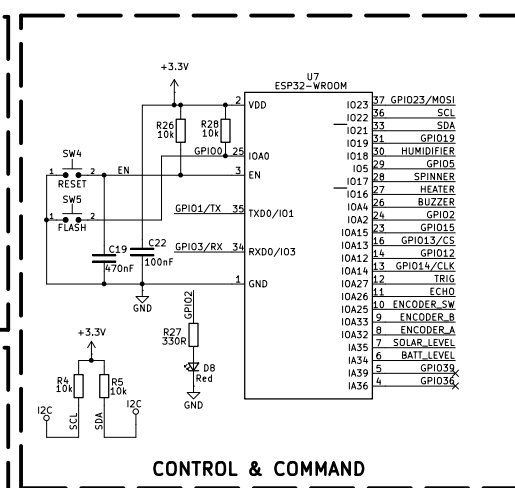 +3.3V
U7
ESP32-WROOM
2 VDD
R26
10k
R28
10k
GPIO0 25 IOA0
SW4
1 2 EN 3 EN
RESET
SW5
1 2
FLASH
GPIO1/TX 35 TXD0/IO1
C19
470nF
C22
100nF
GPIO3/RX 34 RXD0/IO3
1 GND
GND
IO23 37 GPIO23/MOSI
IO22 36 SCL
IO21 33 SDA
IO19 31 GPIO19
IO18 30 HUMIDIFIER
IO5 29 GPIO5
IO17 28 SPINNER
IO16 27 HEATER
IOA4 26 BUZZER
IOA2 24 GPIO2
IOA15 23 GPIO15
IOA13 16 GPIO13/CS
IOA12 14 GPIO12
IOA14 13 GPIO14/CLK
IOA27 12 TRIG
IOA26 11 ECHO
IOA25 10 ENCODER_SW
IOA33 9 ENCODER_B
IOA32 8 ENCODER_A
IA35 7 SOLAR_LEVEL
IA34 6 BATT_LEVEL
IA39 5 GPIO39
IA36 4 GPIO36
GPIO2
R27
330R
D8
Red
GND
+3.3V
R4
10k
R5
10k
I2C
SCL
SDA
I2C
CONTROL & COMMAND